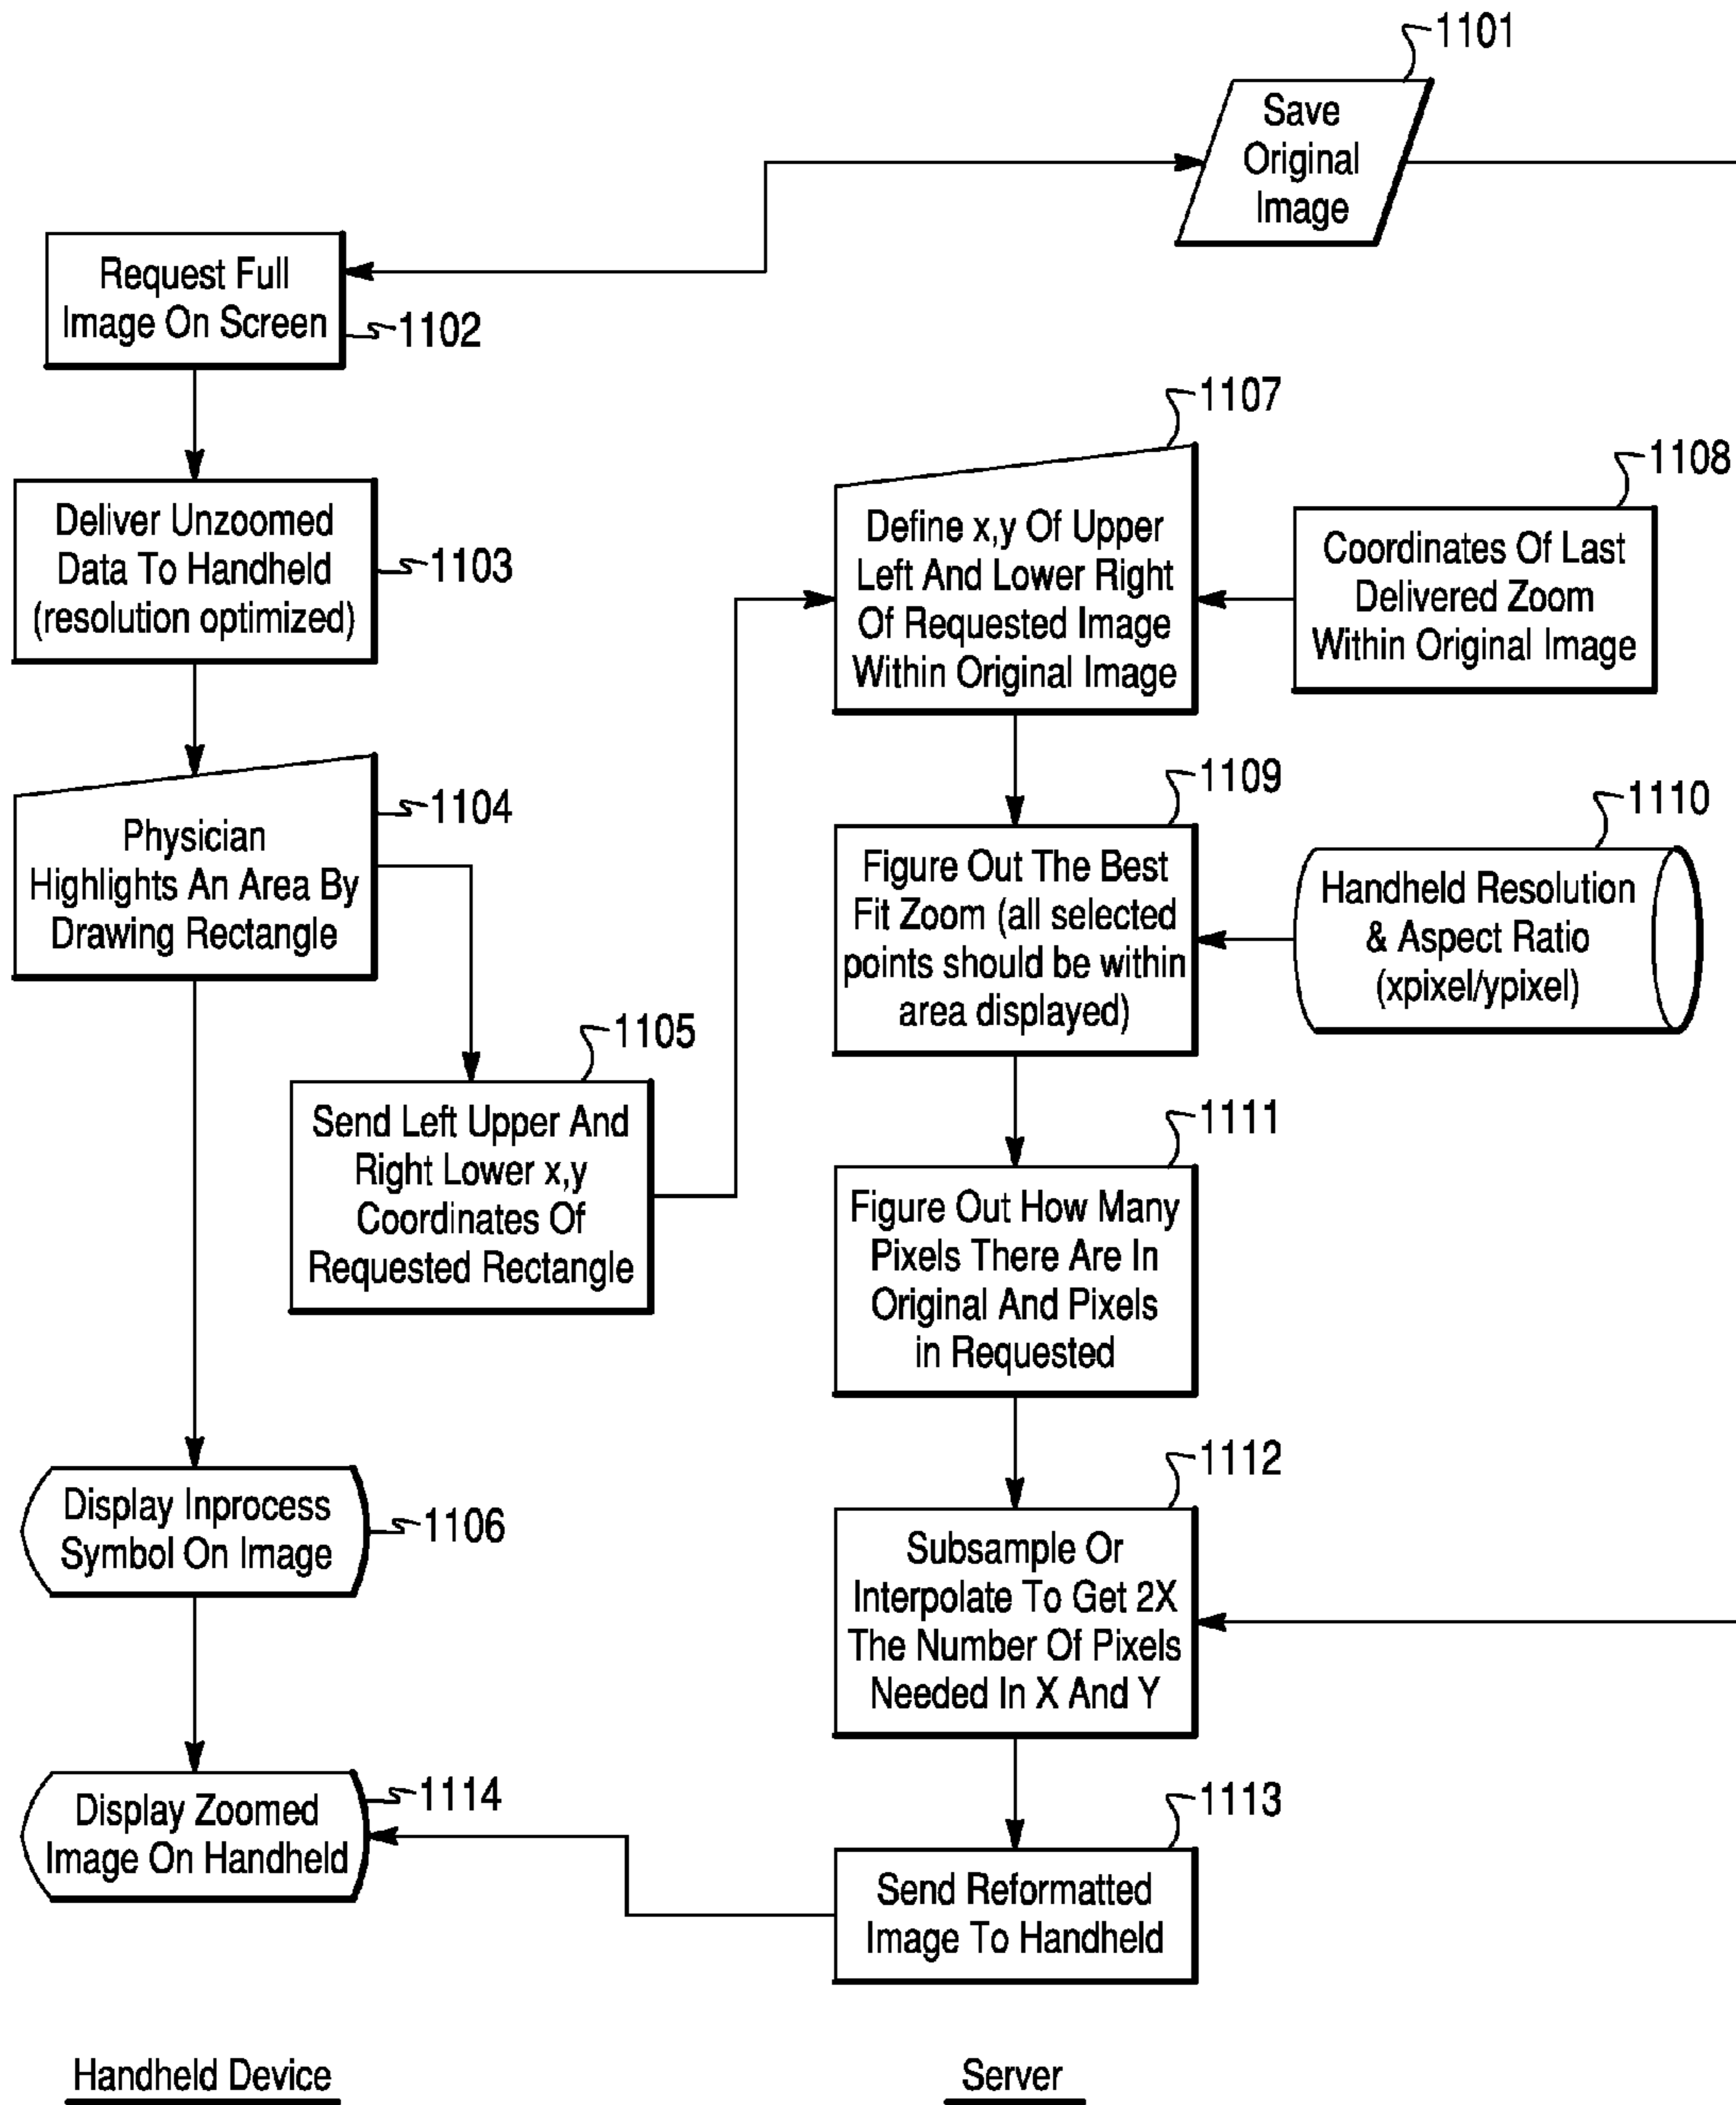 1101
Save
Original
Image
Request Full
Image On Screen
1102
1107
1108
Deliver Unzoomed
Data To Handheld
(resolution optimized)
1103
Define x,y Of Upper
Left And Lower Right
Of Requested Image
Within Original Image
Coordinates Of Last
Delivered Zoom
Within Original Image
1104
Physician
Highlights An Area By
Drawing Rectangle
1109
1110
Figure Out The Best
Fit Zoom (all selected
points should be within
area displayed)
Handheld Resolution
& Aspect Ratio
(xpixel/ypixel)
1105
Send Left Upper And
Right Lower x,y
Coordinates Of
Requested Rectangle
1111
Figure Out How Many
Pixels There Are In
Original And Pixels
in Requested
1112
Display Inprocess
Symbol On Image
1106
Subsample Or
Interpolate To Get 2X
The Number Of Pixels
Needed In X And Y
1114
Display Zoomed
Image On Handheld
1113
Send Reformatted
Image To Handheld
Handheld Device
Server